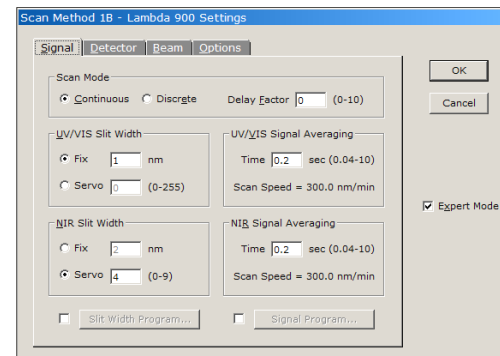 Scan Method 1B - Lambda 900 Settings
Signal Detector Beam Options
OK
Cancel
Expert Mode
Scan Mode
Continuous Discrete Delay Factor 0 (0-10)
UV/VIS Slit Width
Fix 1 nm
Servo 0 (0-255)
UV/VIS Signal Averaging
Time 0.2 sec (0.04-10)
Scan Speed = 300.0 nm/min
NIR Slit Width
Fix 2 nm
Servo 4 (0-9)
NIR Signal Averaging
Time 0.2 sec (0.04-10)
Scan Speed = 300.0 nm/min
Slit Width Program...
Signal Program...